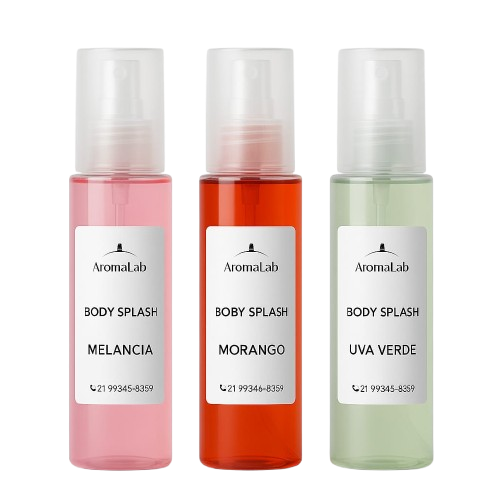 AromaLab
BODY SPLASH
MELANCIA
21 99345-8359
AromaLab
BOBY SPLASH
MORANGO
21 99346-8359
AromaLab
BODY SPLASH
UVA VERDE
21 99345-8359